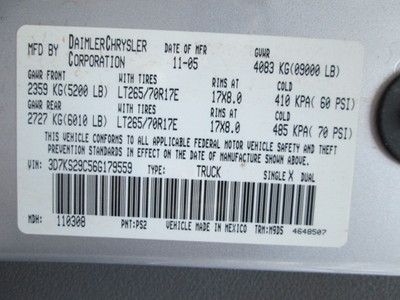 MFD BY DAIMLERCHRYSLER CORPORATION DATE OF MFR 11-05 GVWR 4083 KG(09000 LB)
GAWR FRONT WITH TIRES RIMS AT COLD
2359 KG(5200 LB) LT265/70R17E 17X8.0 410 KPA( 60 PSI)
GAWR REAR WITH TIRES RIMS AT COLD
2727 KG(6010 LB) LT265/70R17E 17X8.0 485 KPA( 70 PSI)
THIS VEHICLE CONFORMS TO ALL APPLICABLE FEDERAL MOTOR VEHICLE SAFETY AND THEFT
PREVENTION STANDARDS IN EFFECT ON THE DATE OF MANUFACTURE SHOWN ABOVE.
VIN: 3D7KS29C56G179559 TYPE: TRUCK SINGLE X DUAL
MDH: 110308 PNT:PS2 VEHICLE MADE IN MEXICO TRM:M9DS 4648507